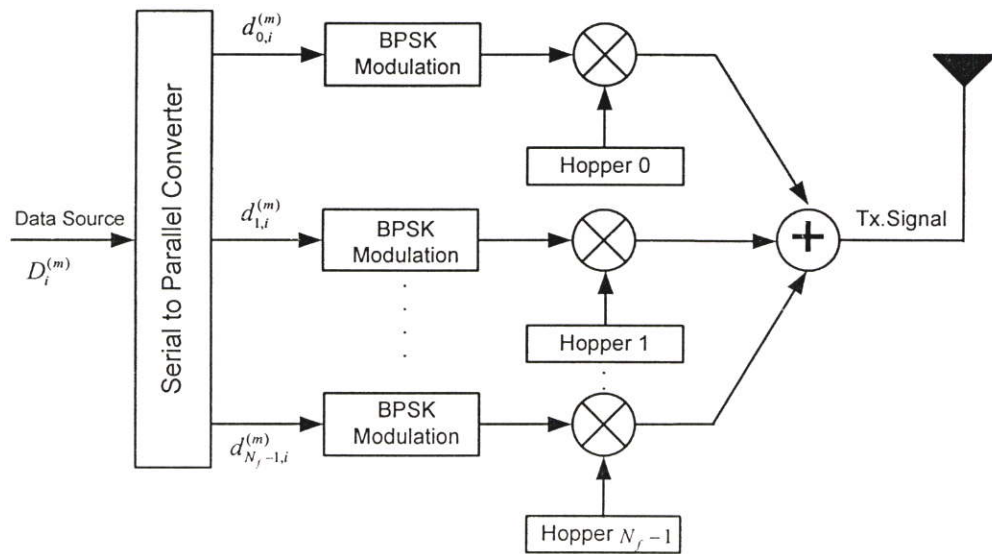 d_{0,i}^{(m)}
BPSK
Modulation
Hopper 0
Serial to Parallel Converter
Data Source
D_i^{(m)}
d_{1,i}^{(m)}
BPSK
Modulation
Hopper 1
Tx.Signal
d_{N_f-1,i}^{(m)}
BPSK
Modulation
Hopper N_f-1